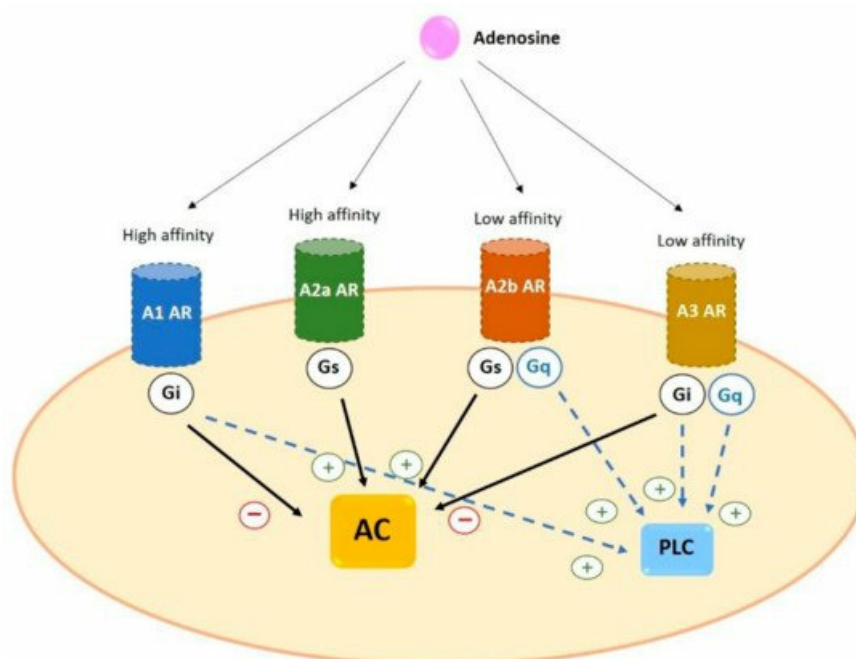 Adenosine
High affinity
High affinity
Low affinity
Low affinity
A1 AR
A2a AR
A2b AR
A3 AR
Gi
Gs
Gs
Gq
Gi
Gq
+
+
+
+
+
+
−
−
AC
PLC